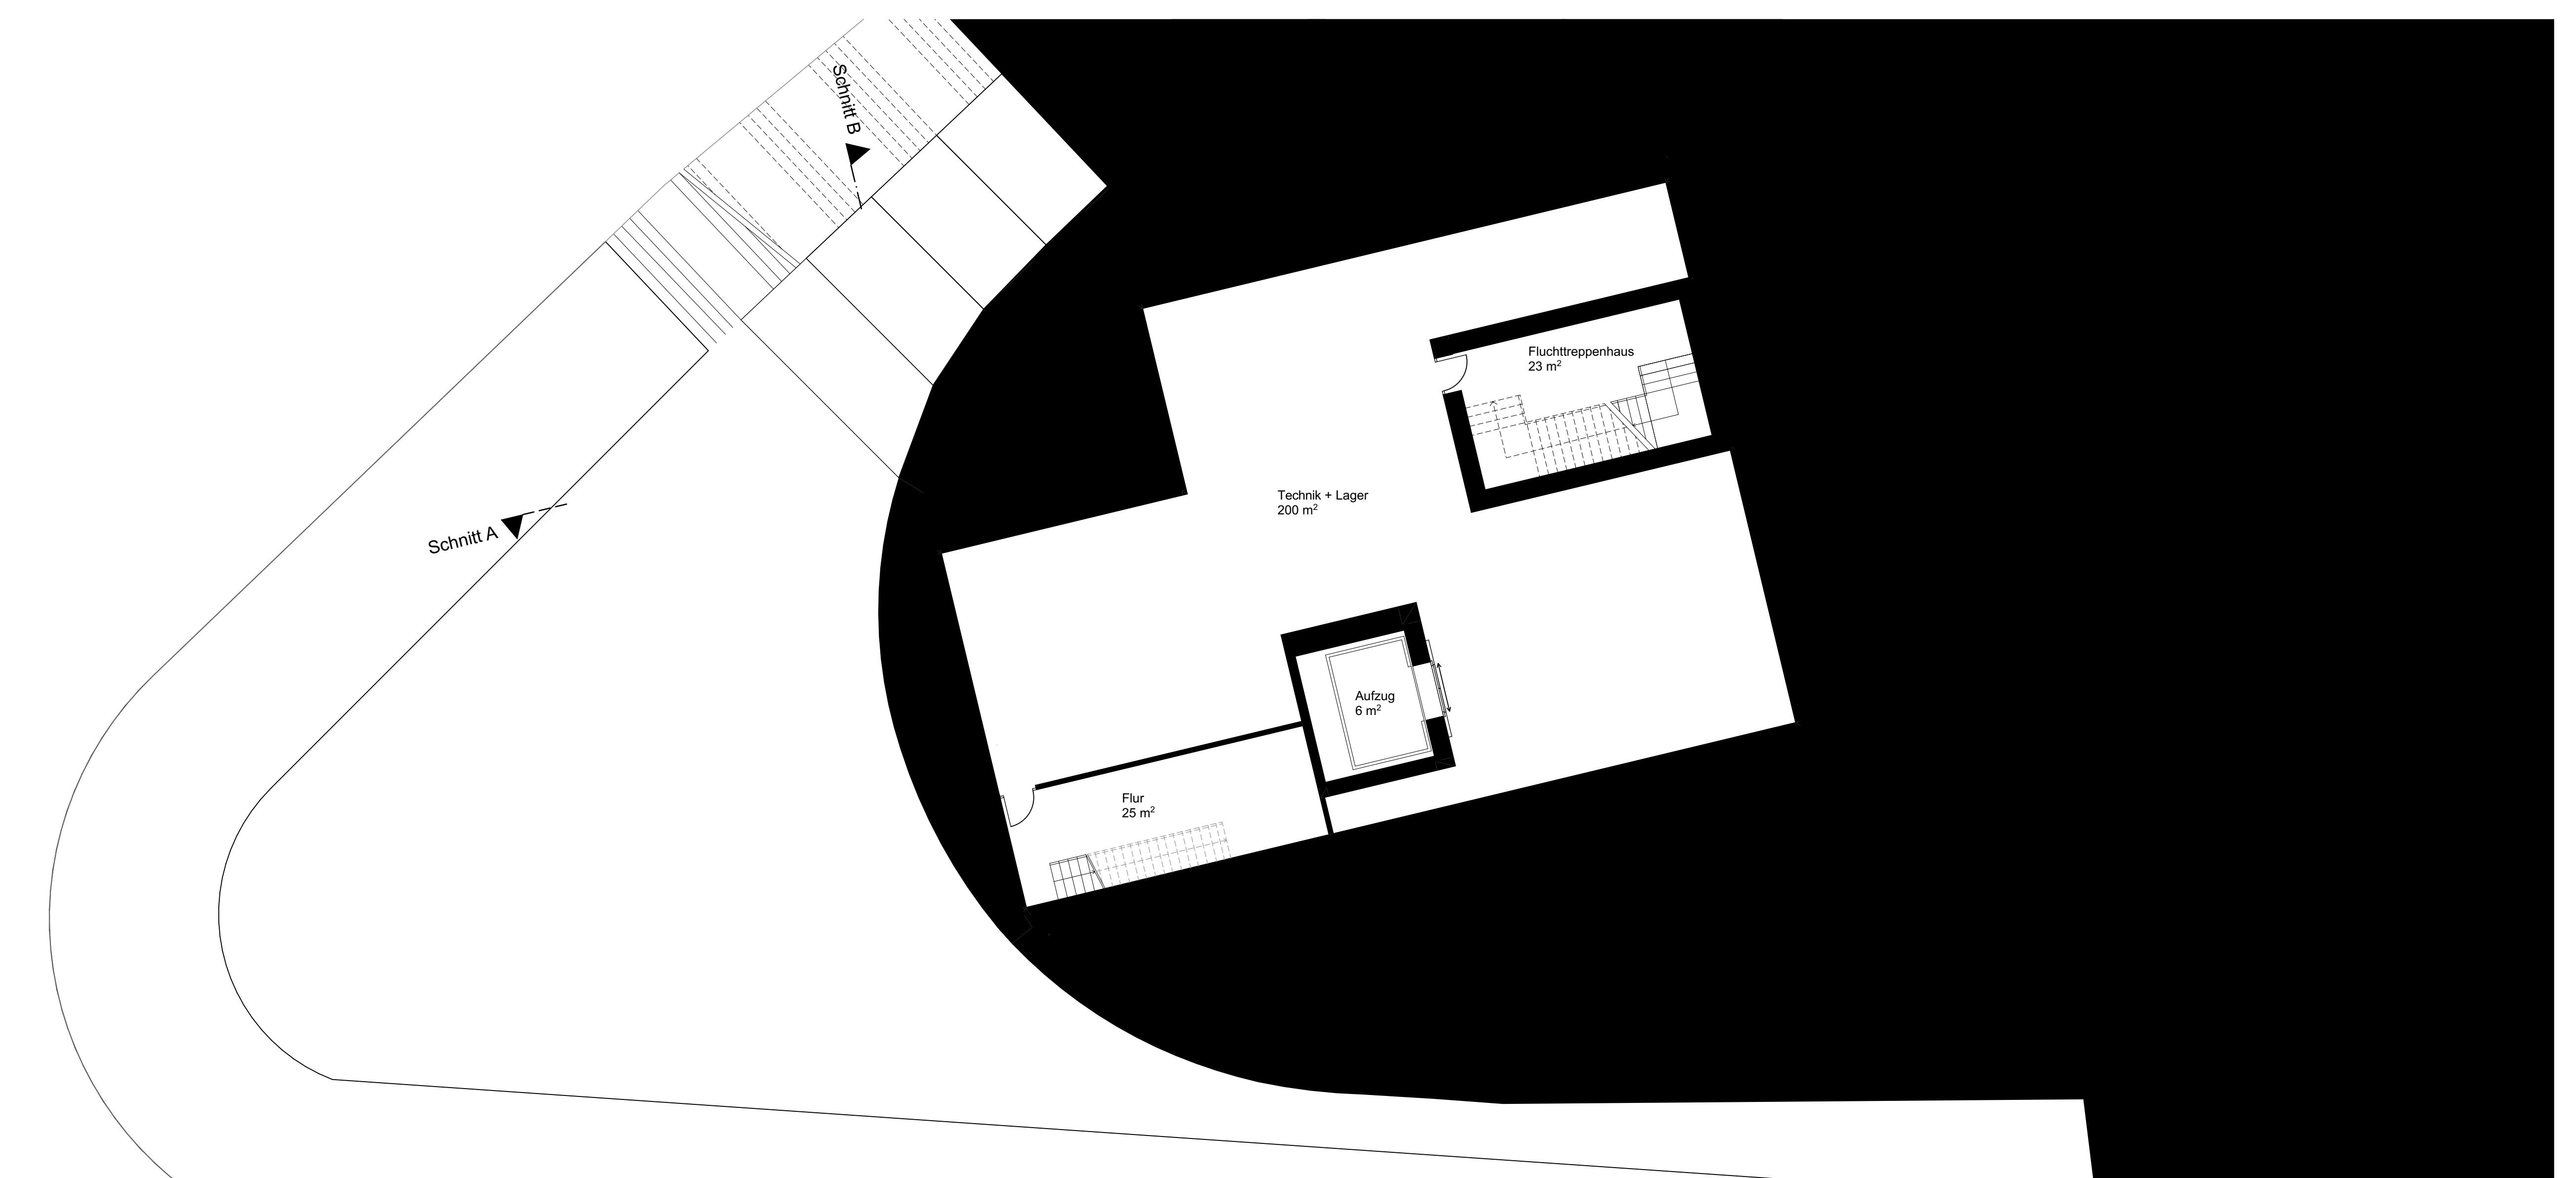 Schnitt B
Fluchttreppenhaus
23 m²
Technik + Lager
200 m²
Schnitt A
Aufzug
6 m²
Flur
25 m²